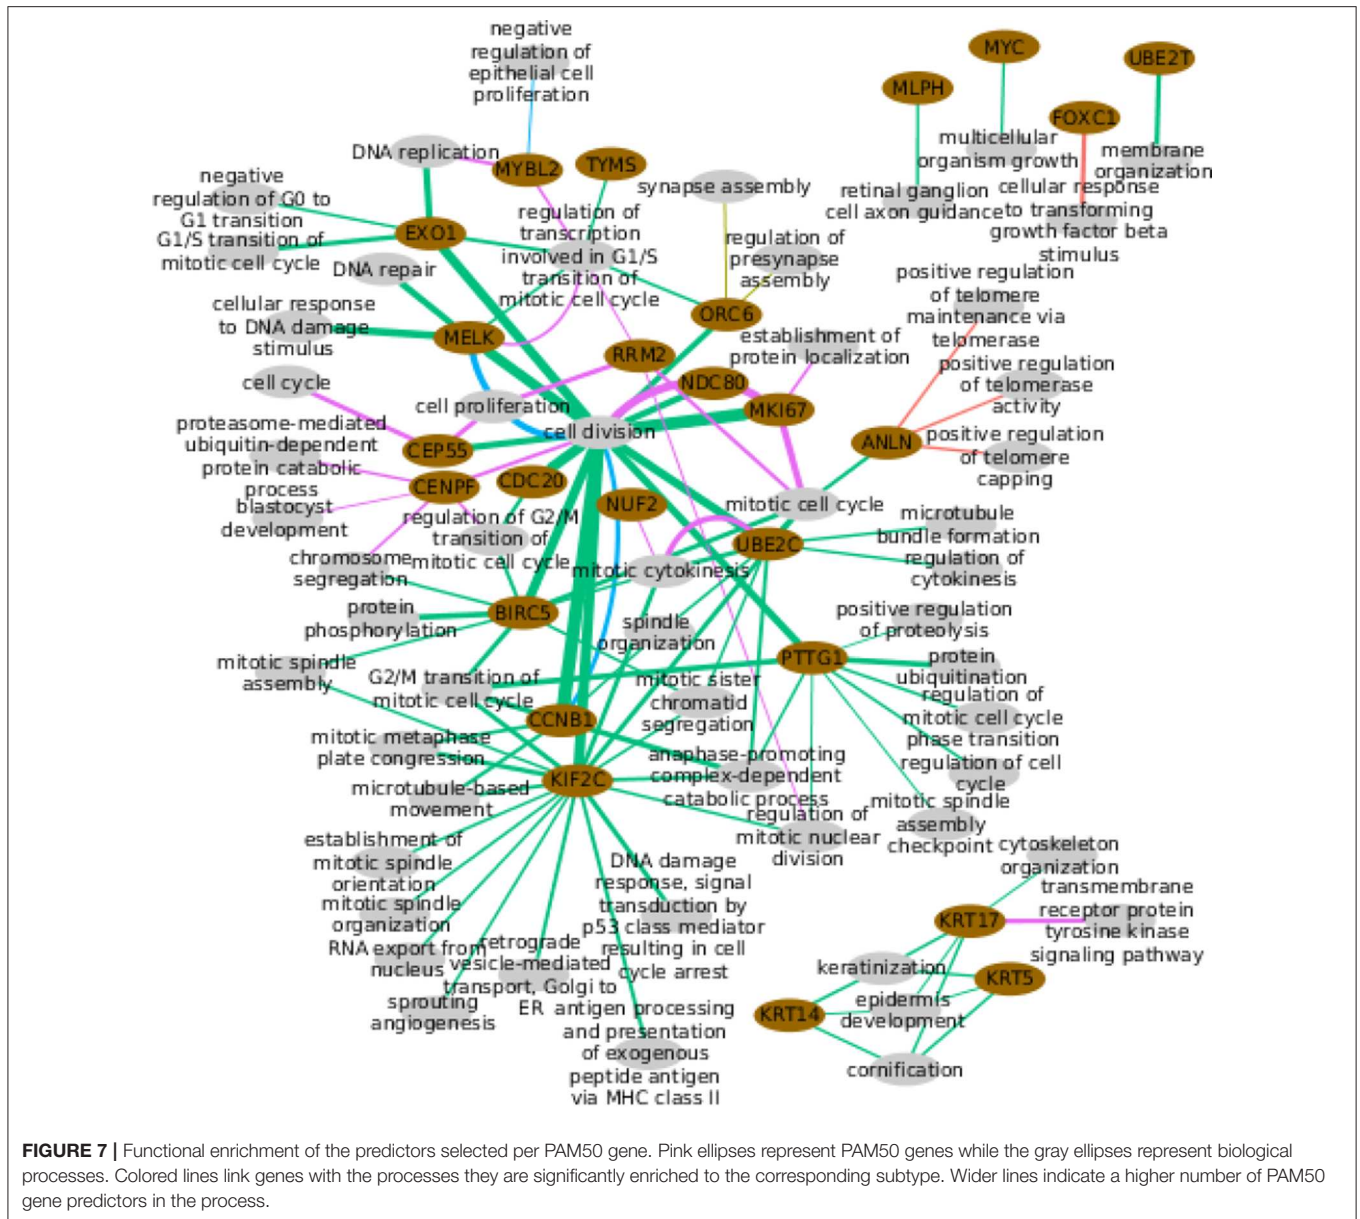 negative
regulation of
epithelial cell
proliferation
MYC
UBE2T
MLPH
FOXC1
DNA replication
MYBL2
TYMS
multicellular
organism growth
membrane
organization
negative
regulation of G0 to
G1 transition
synapse assembly
retinal ganglion
cell axon guidance
cellular response
to transforming
growth factor beta
stimulus
EXO1
regulation of
transcription
involved in G1/S
transition of
mitotic cell cycle
G1/S transition of
mitotic cell cycle
regulation of
presynapse
assembly
DNA repair
positive regulation
of telomere
maintenance via
telomerase
cellular response
to DNA damage
stimulus
MELK
ORC6
RRM2
establishment of
protein localization
positive regulation
of telomerase
activity
cell cycle
NDC80
cell proliferation
MKI67
proteasome-mediated
ubiquitin-dependent
protein catabolic
process
cell division
CEP55
ANLN
positive regulation
of telomere
capping
CENPF
CDC20
NUF2
mitotic cell cycle
blastocyst
development
regulation of G2/M
transition of
mitotic cell cycle
microtubule
bundle formation
UBE2C
chromosome
segregation
mitotic cytokinesis
regulation of
cytokinesis
protein
phosphorylation
BIRC5
spindle
organization
positive regulation
of proteolysis
PTTG1
mitotic spindle
assembly
G2/M transition of
mitotic cell cycle
mitotic sister
chromatid
segregation
protein
ubiquitination
regulation of
mitotic cell cycle
phase transition
CCNB1
mitotic metaphase
plate congression
anaphase-promoting
complex-dependent
catabolic process
regulation of cell
cycle
KIF2C
microtubule-based
movement
mitotic spindle
assembly
checkpoint
regulation of
mitotic nuclear
division
establishment of
mitotic spindle
orientation
cytoskeleton
organization
DNA damage
response, signal
transduction by
p53 class mediator
resulting in cell
cycle arrest
mitotic spindle
organization
KRT17
transmembrane
receptor protein
tyrosine kinase
signaling pathway
RNA export from
nucleus
retrograde
vesicle-mediated
transport, Golgi to
ER
keratinization
KRT5
sprouting
angiogenesis
epidermis
development
KRT14
antigen processing
and presentation
of exogenous
peptide antigen
via MHC class II
cornification
FIGURE 7 | Functional enrichment of the predictors selected per PAM50 gene. Pink ellipses represent PAM50 genes while the gray ellipses represent biological
processes. Colored lines link genes with the processes they are significantly enriched to the corresponding subtype. Wider lines indicate a higher number of PAM50
gene predictors in the process.